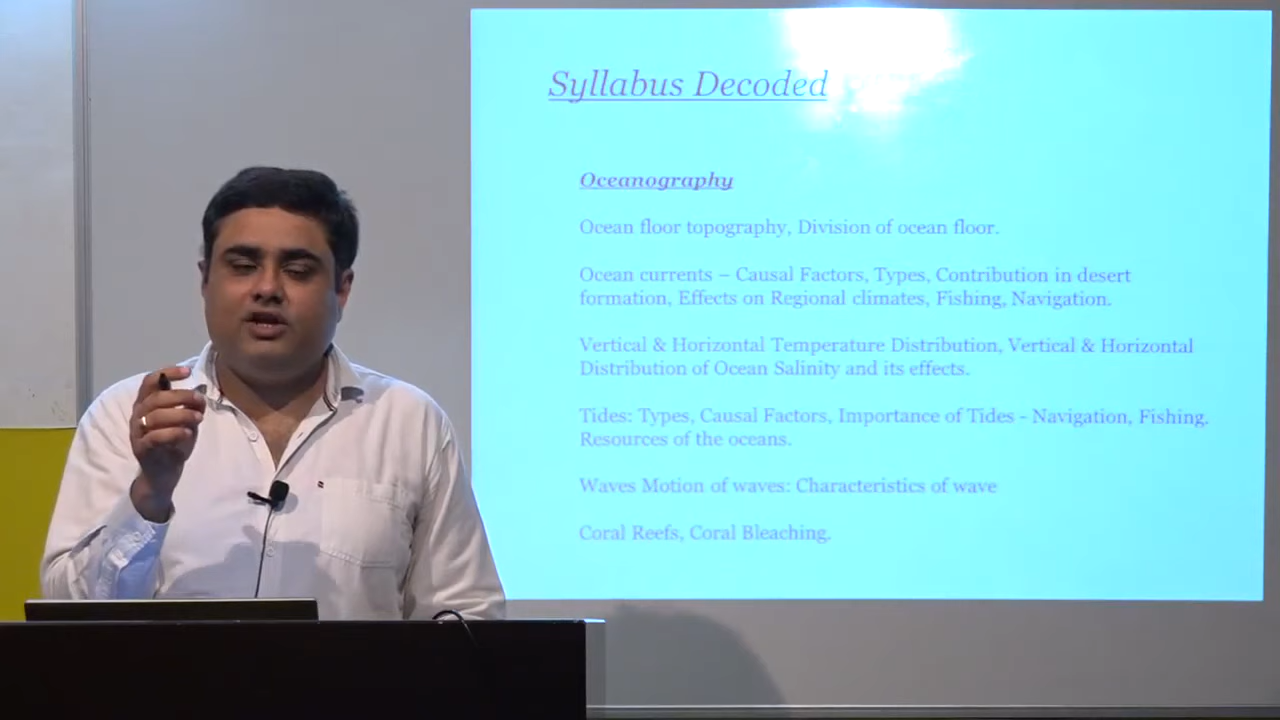 Syllabus Decoded
Oceanography
Ocean floor topography, Division of ocean floor.
Ocean currents – Causal Factors, Types, Contribution in desert
formation, Effects on Regional climates, Fishing, Navigation.
Vertical & Horizontal Temperature Distribution, Vertical & Horizontal
Distribution of Ocean Salinity and its effects.
Tides: Types, Causal Factors, Importance of Tides - Navigation, Fishing.
Resources of the oceans.
Waves Motion of waves: Characteristics of wave
Coral Reefs, Coral Bleaching.